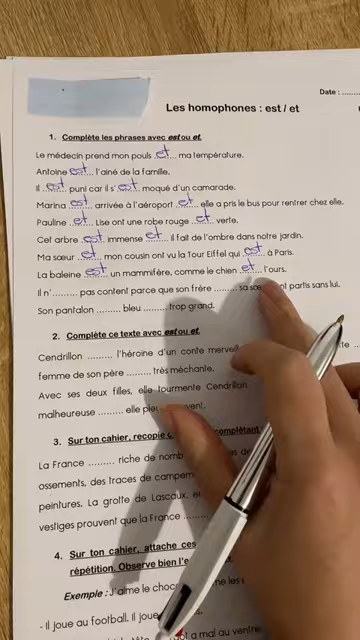 Date : ........
Les homophones : est / et
1. Complète les phrases avec est ou et.
Le médecin prend mon pouls ..et.. ma température.
Antoine est l'aîné de la famille.
Il est puni car il s' est moqué d'un camarade.
Marina est arrivée à l'aéroport et elle a pris le bus pour rentrer chez elle.
Pauline et Lise ont une robe rouge et verte.
Cet arbre est immense et il fait de l'ombre dans notre jardin.
Ma sœur et mon cousin ont vu la Tour Eiffel qui est à Paris.
La baleine est un mammifère, comme le chien et l'ours.
Il n'......... pas contente parce que son frère ......... sa partis sans lui.
Son pantalon ......... bleu ......... trop grand.
2. Complète ce texte avec est ou et.
Cendrillon ......... l'héroïne d'un conte
femme de son père ......... très méchante.
Avec ses deux filles, elle tourmente Cendrillon
malheureuse ......... elle
3. Sur ton cahier, recopie
La France ......... riche de
ossements, des traces de
peintures. La grotte de Lascaux,
vestiges prouvent que la France .........
4. Sur ton cahier, attache
répétition. Observe bien
Exemple : J'aime le
- Il joue au football. Il joue
a mal au ventre.